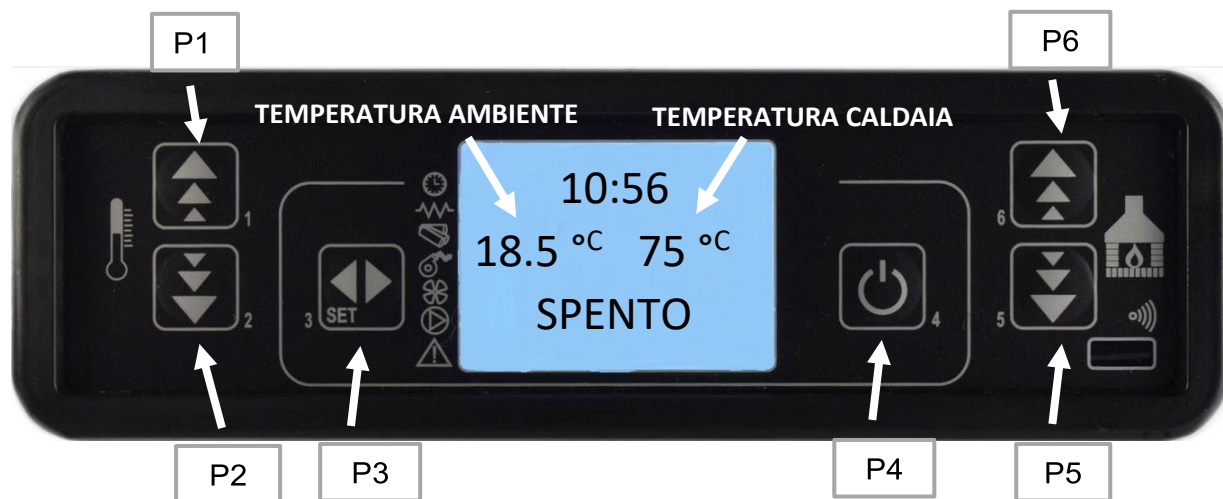 P1
P6
TEMPERATURA AMBIENTE
TEMPERATURA CALDAIA
10:56
18.5 °C 75 °C
SPENTO
1
2
3 SET
4
6
5
P2
P3
P4
P5